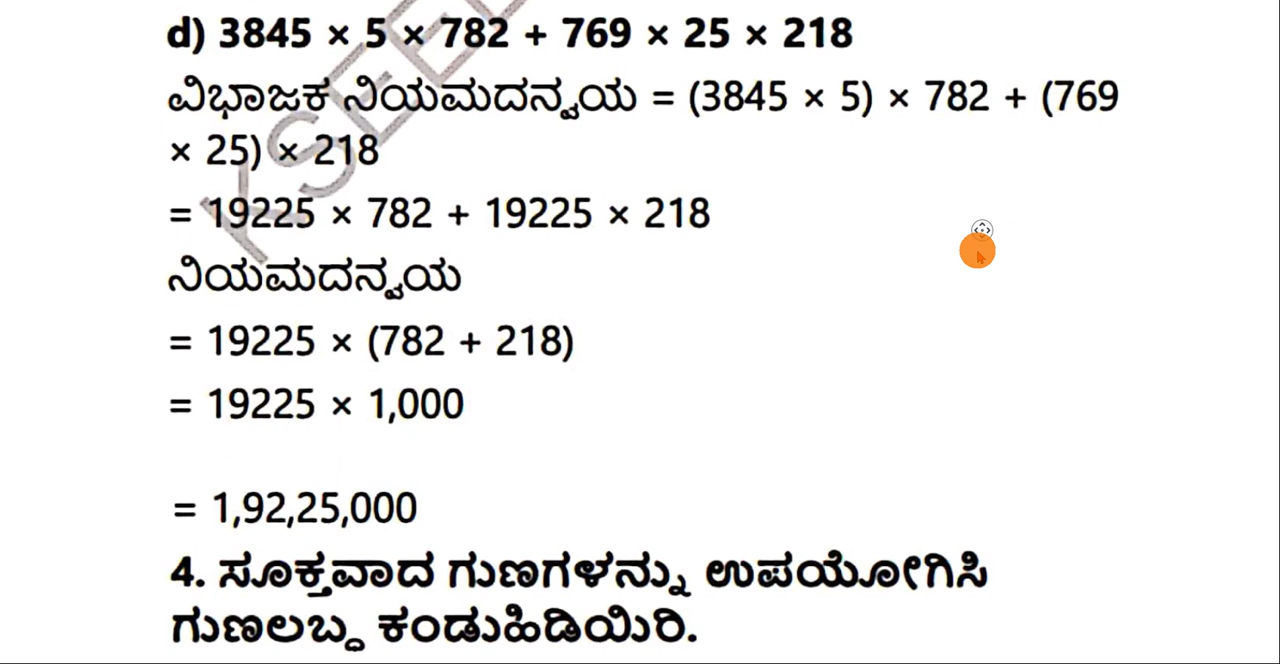 d) 3845 × 5 × 782 + 769 × 25 × 218
ವಿಭಾಜಕ ನಿಯಮದನ್ವಯ = (3845 × 5) × 782 + (769
× 25) × 218
= 19225 × 782 + 19225 × 218
ನಿಯಮದನ್ವಯ
= 19225 × (782 + 218)
= 19225 × 1,000
= 1,92,25,000
4. ಸೂಕ್ತವಾದ ಗುಣಗಳನ್ನು ಉಪಯೋಗಿಸಿ
ಗುಣಲಬ್ದ ಕಂಡುಹಿಡಿಯಿರಿ.